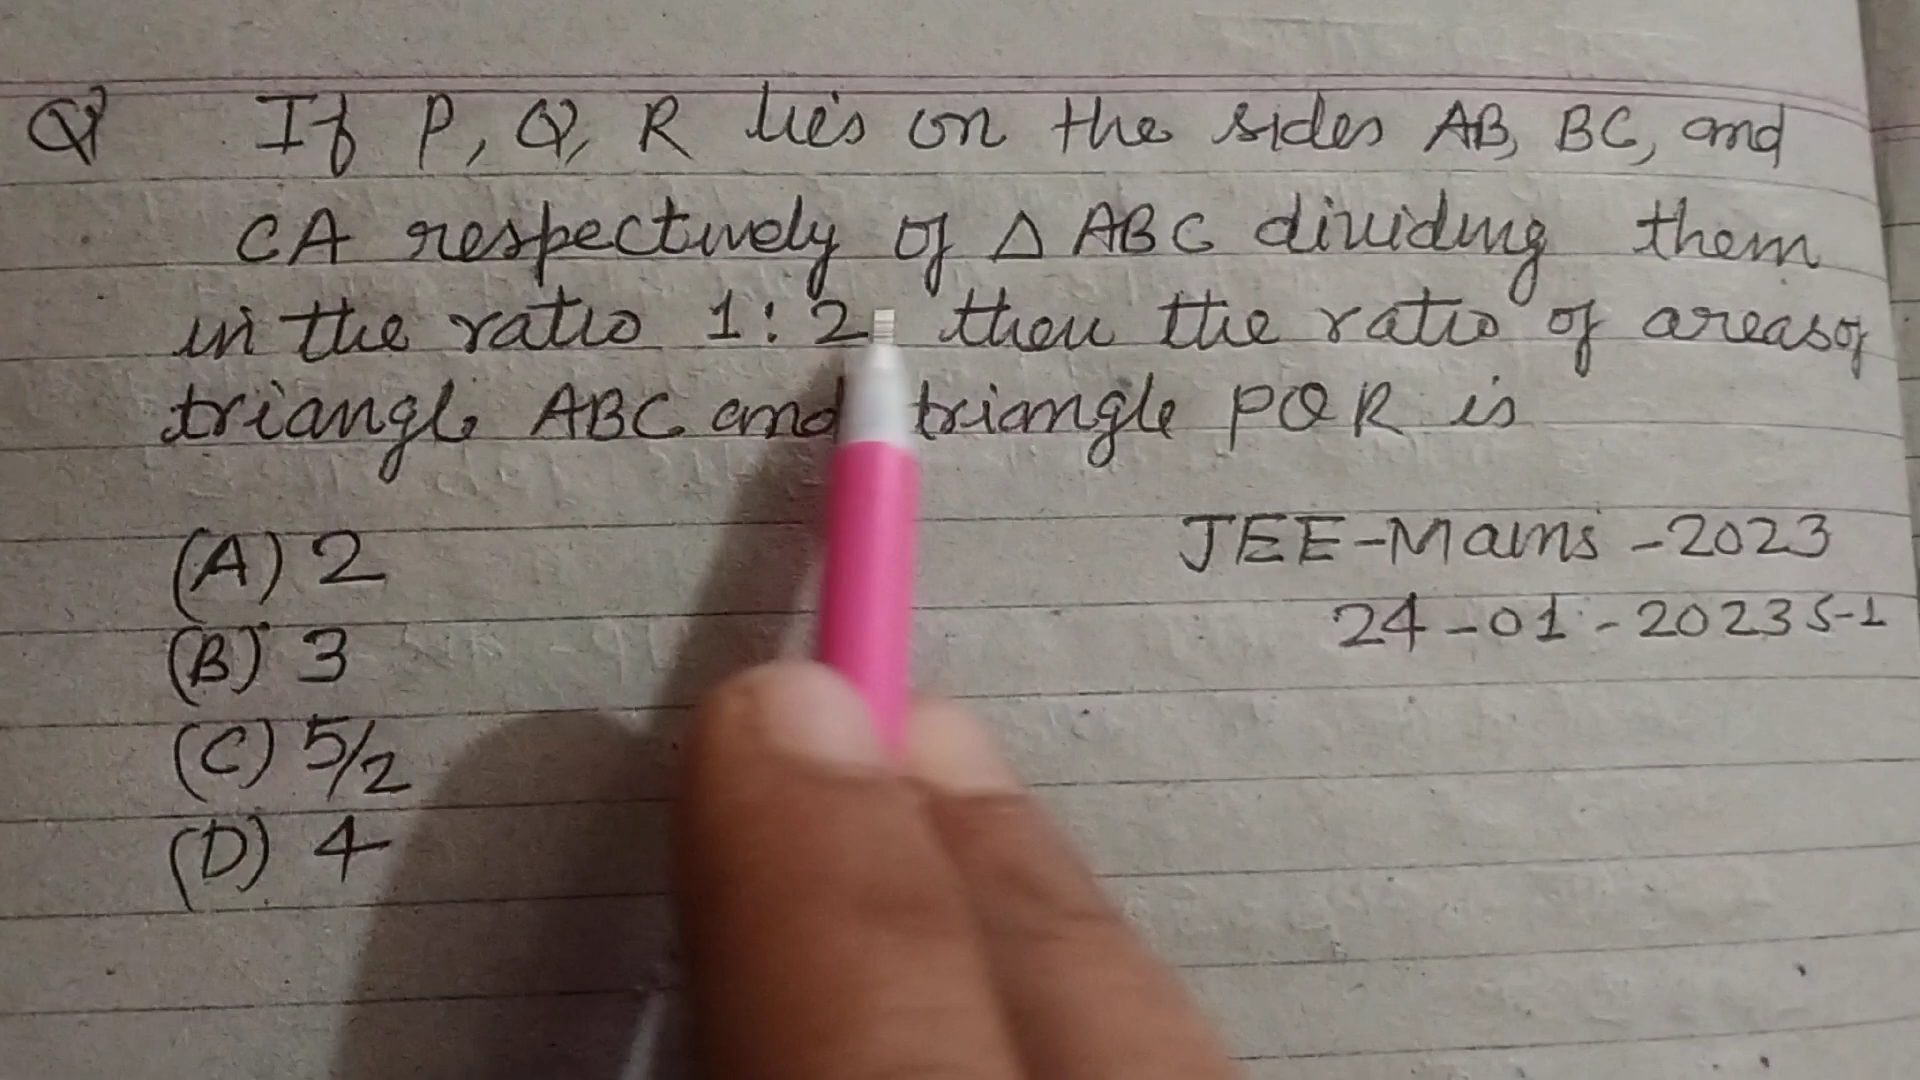 Q If P, Q, R lies on the sides AB, BC, and
CA respectively of △ ABC dividing them
in the ratio 1:2 then the ratio of areas of
triangle ABC and triangle PQR is
(A) 2
JEE-Mains - 2023
24-01-2023 S-1
(B) 3
(C) 5/2
(D) 4